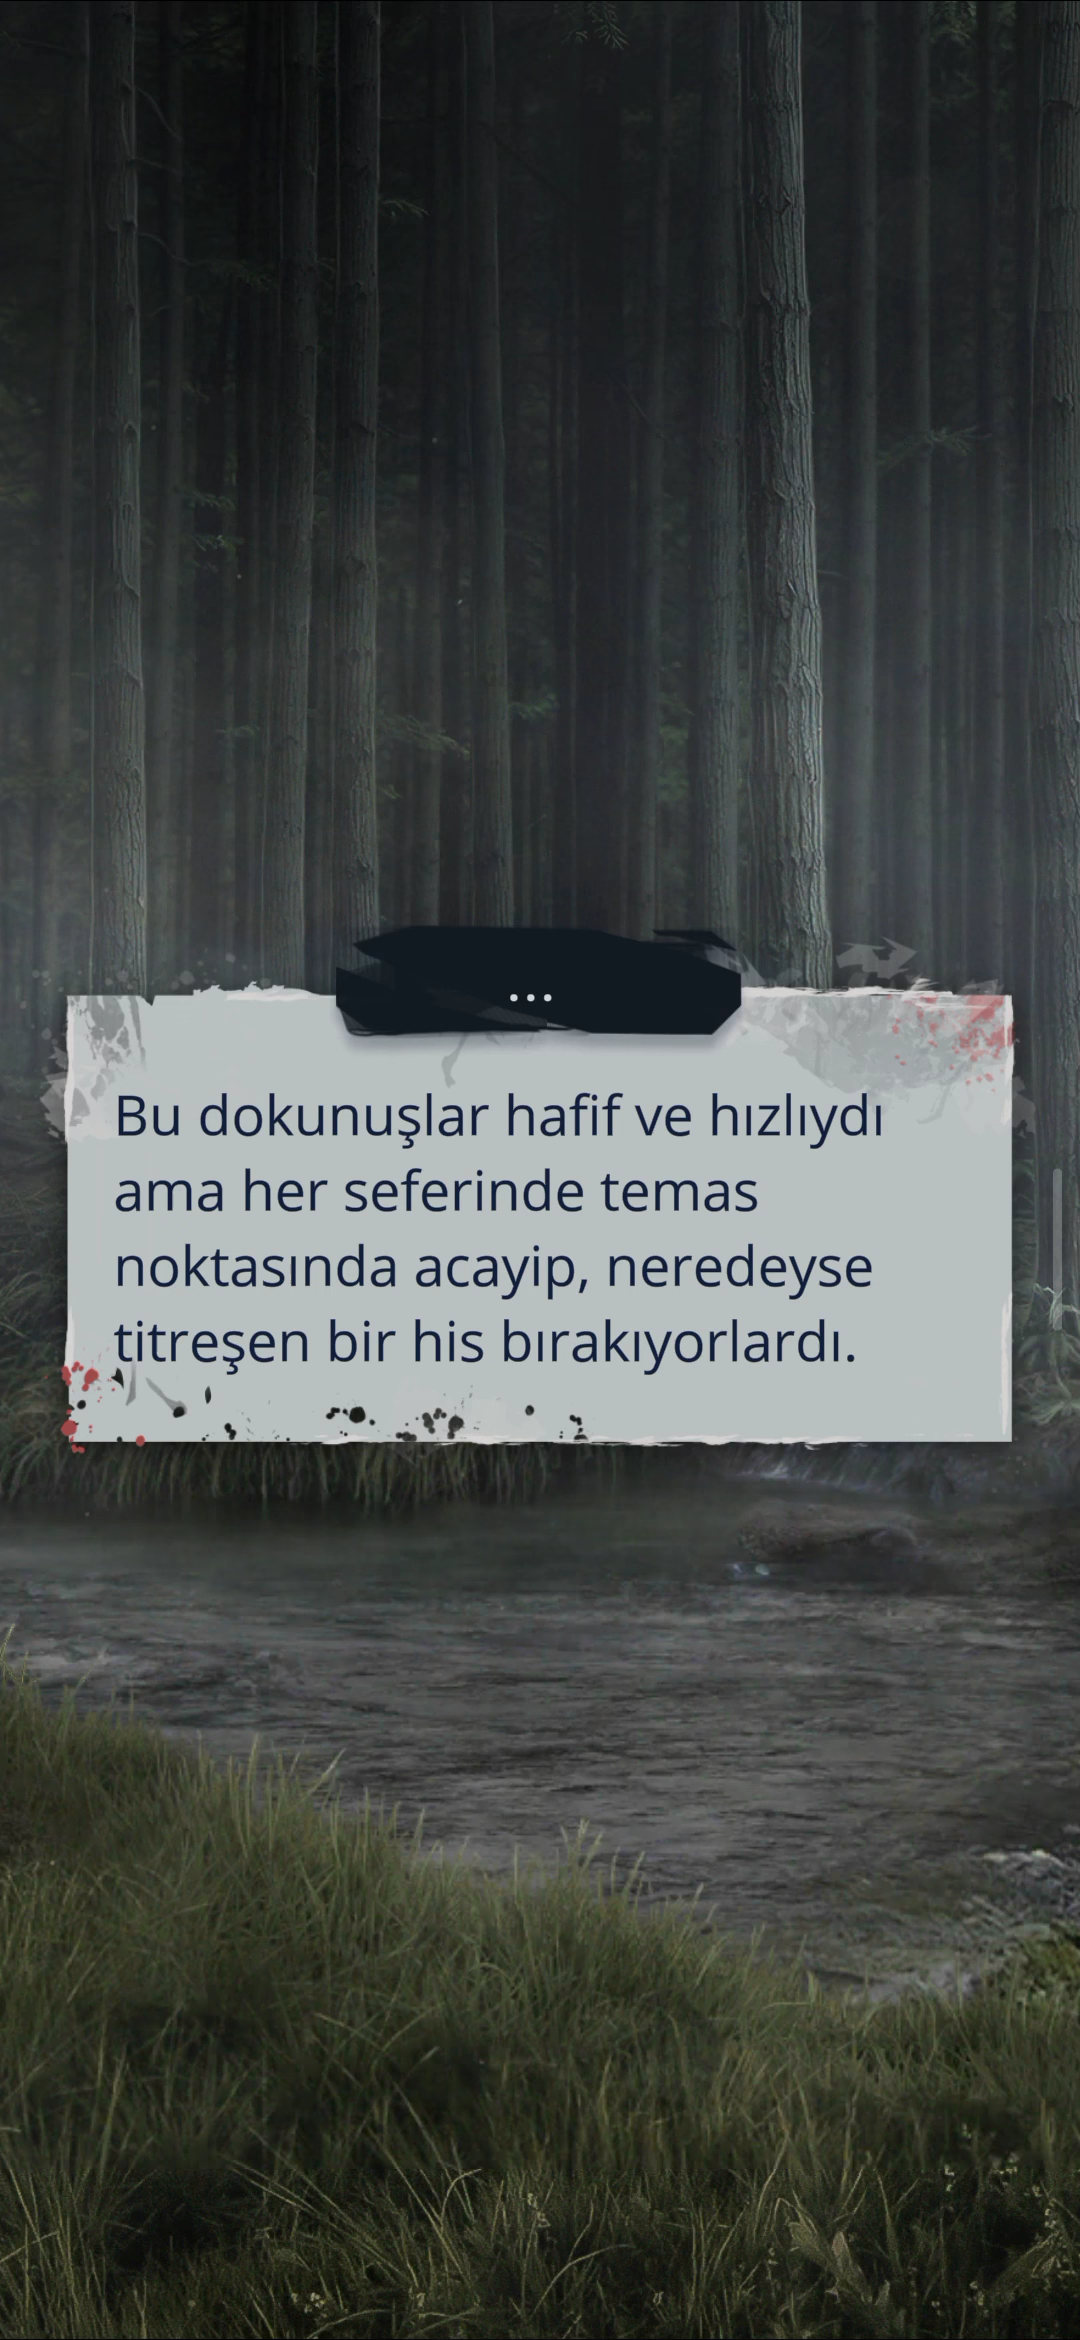 ...
Bu dokunuşlar hafif ve hızlıydı
ama her seferinde temas
noktasında acayip, neredeyse
titreşen bir his bırakıyorlardı.